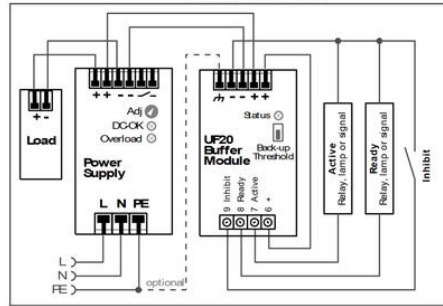 + + - -
+ -
Load
Adj
DC-OK
Overload
Power
Supply
L N PE
L
N
PE
optional
- - + +
Status
UF20
Buffer
Module
Back-up
Threshold
9 Inhibit
8 Ready
7 Active
6 +
Active
Relay, lamp or signal
Ready
Relay, lamp or signal
Inhibit